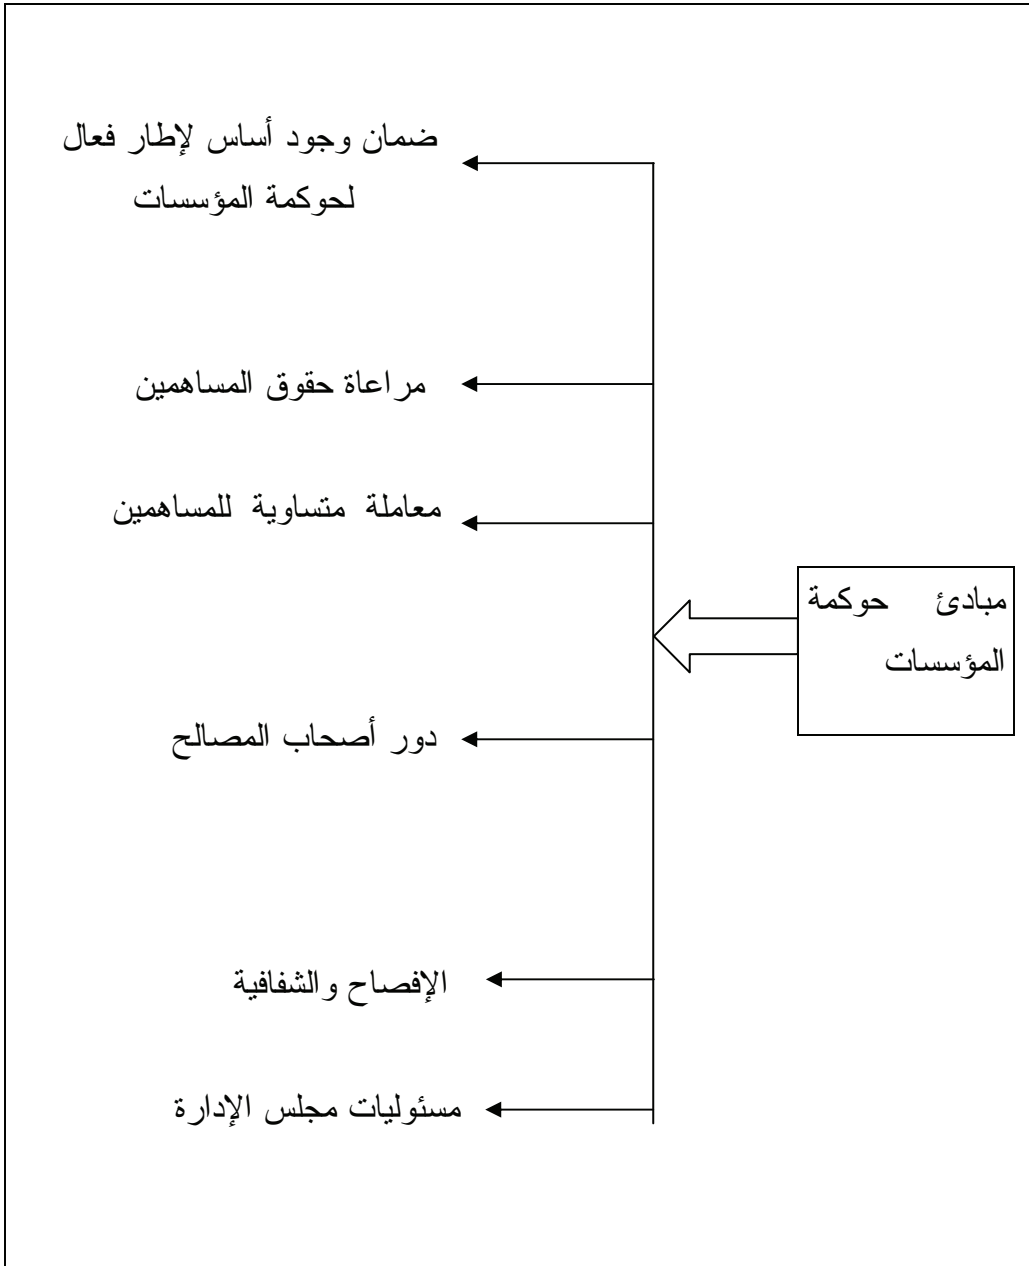 ضمان وجود أساس لإطار فعال
لحوكمة المؤسسات
مراعاة حقوق المساهمين
معاملة متساوية للمساهمين
مبادئ حوكمة
المؤسسات
دور أصحاب المصالح
الإفصاح والشفافية
مسئوليات مجلس الإدارة